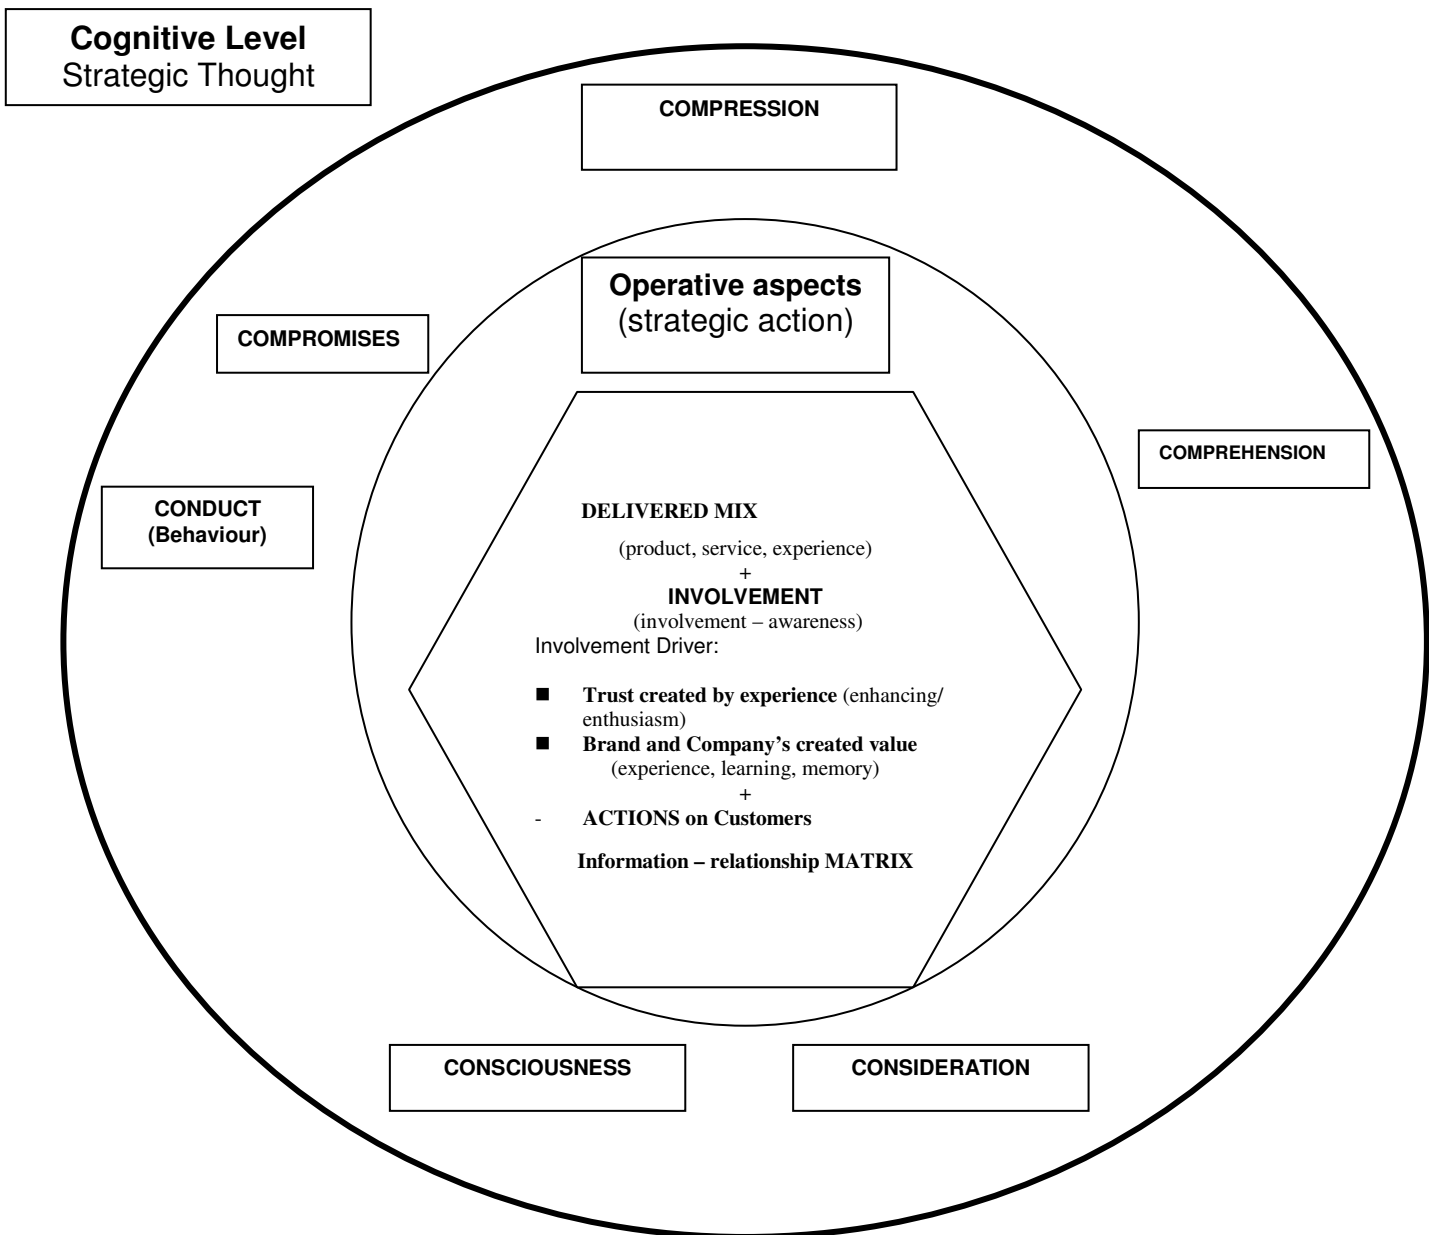 Cognitive Level
Strategic Thought
COMPRESSION
Operative aspects
(strategic action)
COMPROMISES
COMPREHENSION
CONDUCT
(Behaviour)
DELIVERED MIX
(product, service, experience)
+
INVOLVEMENT
(involvement – awareness)
Involvement Driver:
■ Trust created by experience (enhancing/
enthusiasm)
■ Brand and Company's created value
(experience, learning, memory)
+
- ACTIONS on Customers
Information – relationship MATRIX
CONSCIOUSNESS
CONSIDERATION